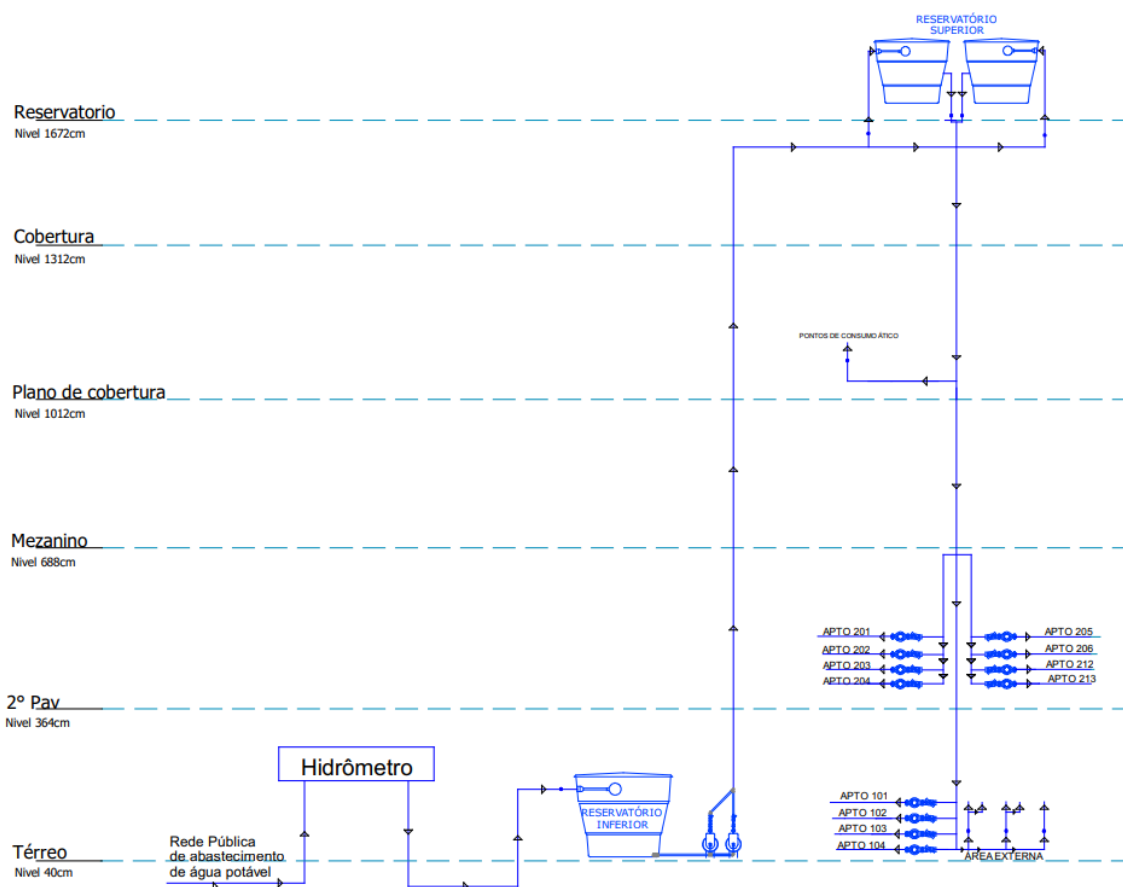 RESERVATÓRIO
SUPERIOR
Reservatorio
Nivel 1672cm
Cobertura
Nivel 1312cm
PONTOS DE CONSUMO ÁTICO
Plano de cobertura
Nivel 1012cm
Mezanino
Nivel 688cm
APTO 201
APTO 205
APTO 202
APTO 206
APTO 203
APTO 212
APTO 204
APTO 213
2° Pav
Nivel 364cm
Hidrômetro
RESERVATÓRIO
INFERIOR
APTO 101
APTO 102
APTO 103
APTO 104
ÁREA EXTERNA
Rede Pública
de abastecimento
de água potável
Térreo
Nivel 40cm